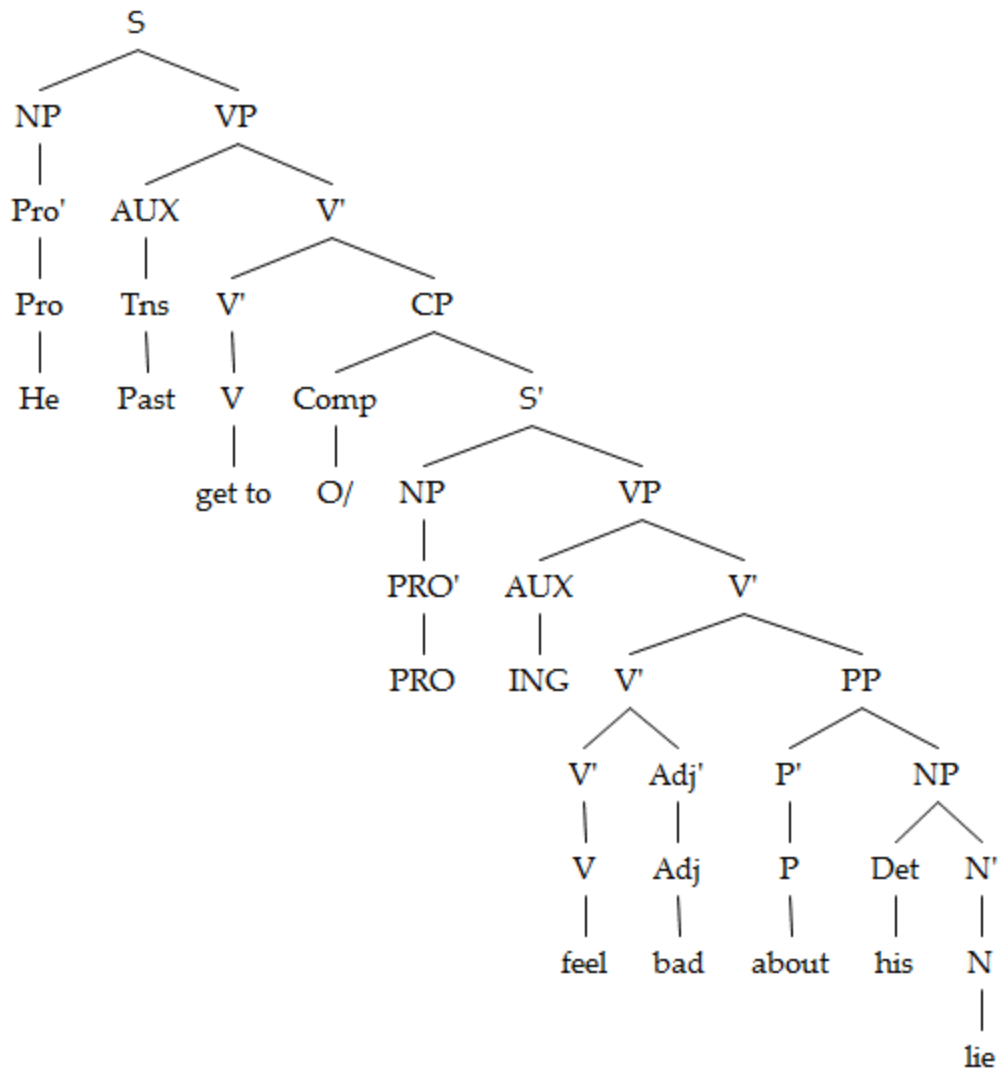 S
NP VP
Pro' AUX V'
Pro Tns V' CP
He Past V Comp S'
get to O/ NP VP
PRO' AUX V'
PRO ING V' PP
V' Adj' P' NP
V Adj P Det N'
feel bad about his N
lie